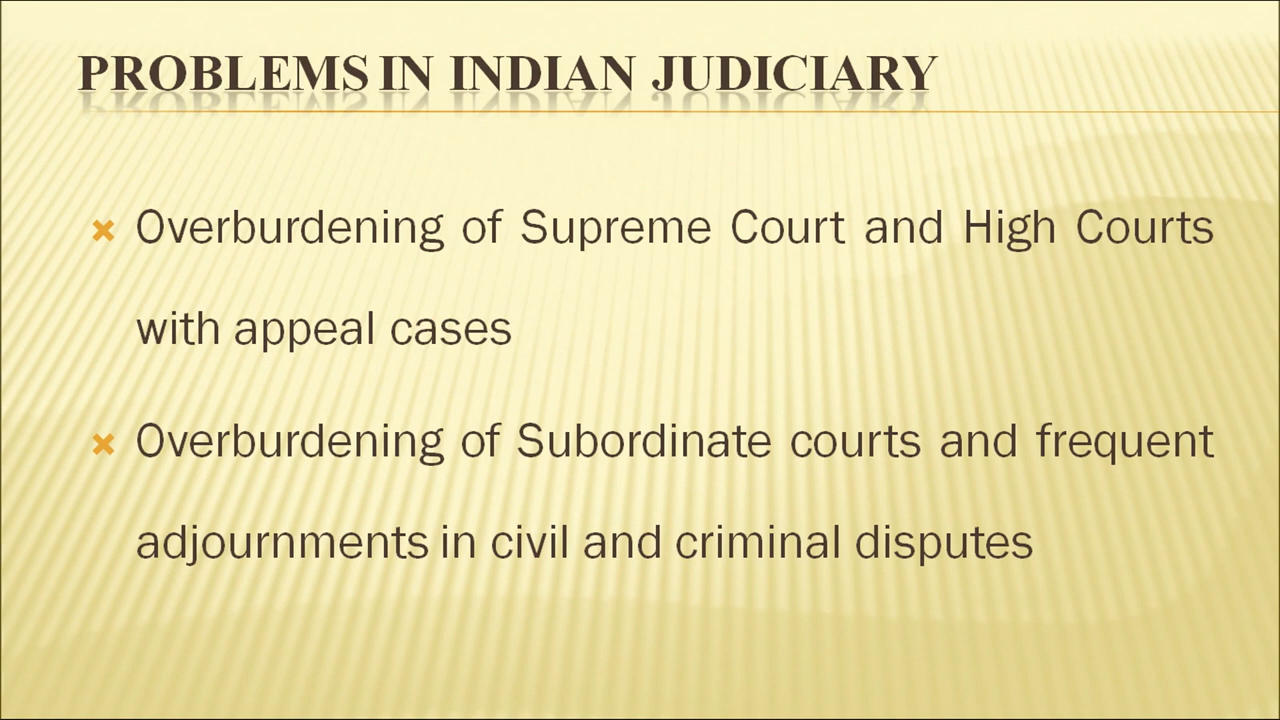 PROBLEMS IN INDIAN JUDICIARY
Overburdening of Supreme Court and High Courts
with appeal cases
Overburdening of Subordinate courts and frequent
adjournments in civil and criminal disputes